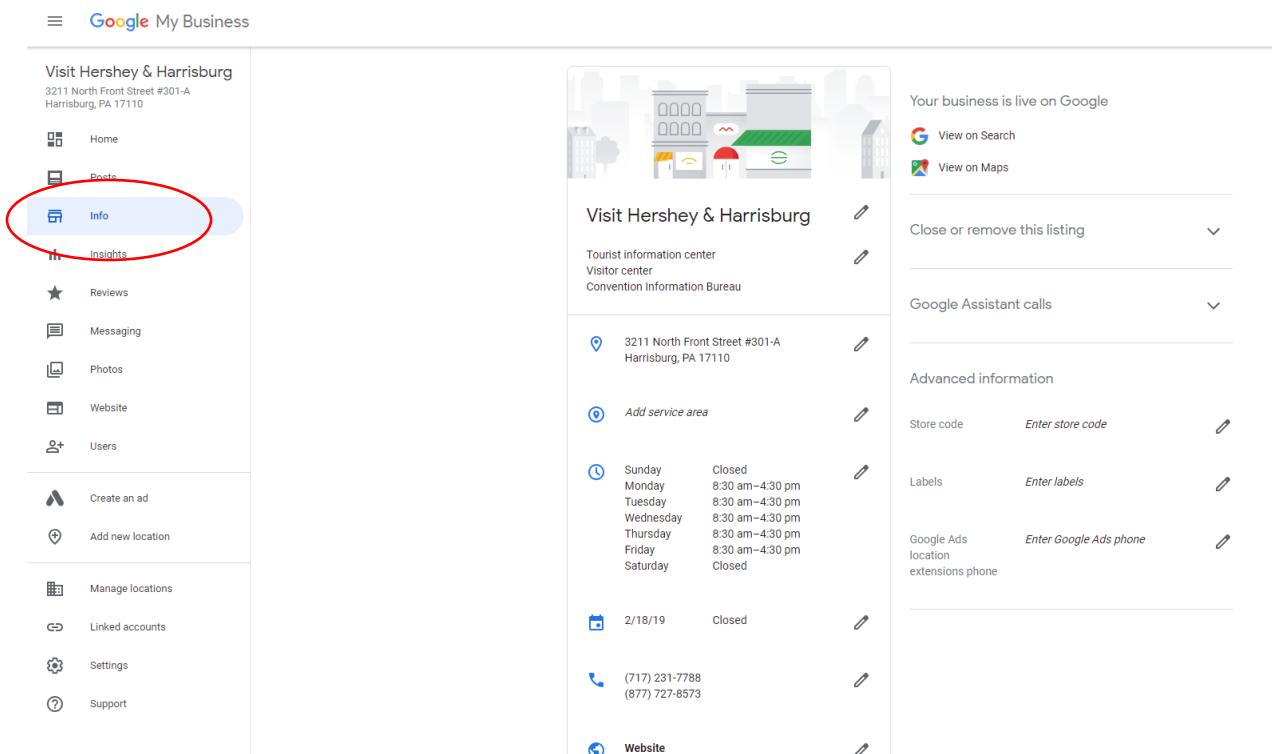 Google My Business
Visit Hershey & Harrisburg
3211 North Front Street #301-A
Harrisburg, PA 17110
Home
Posts
Info
Insights
Reviews
Messaging
Photos
Website
Users
Create an ad
Add new location
Manage locations
Linked accounts
Settings
Support
Visit Hershey & Harrisburg
Tourist information center
Visitor center
Convention Information Bureau
3211 North Front Street #301-A
Harrisburg, PA 17110
Add service area
Sunday Closed
Monday 8:30 am–4:30 pm
Tuesday 8:30 am–4:30 pm
Wednesday 8:30 am–4:30 pm
Thursday 8:30 am–4:30 pm
Friday 8:30 am–4:30 pm
Saturday Closed
2/18/19 Closed
(717) 231-7788
(877) 727-8573
Website
Your business is live on Google
View on Search
View on Maps
Close or remove this listing
Google Assistant calls
Advanced information
Store code Enter store code
Labels Enter labels
Google Ads Enter Google Ads phone
location
extensions phone